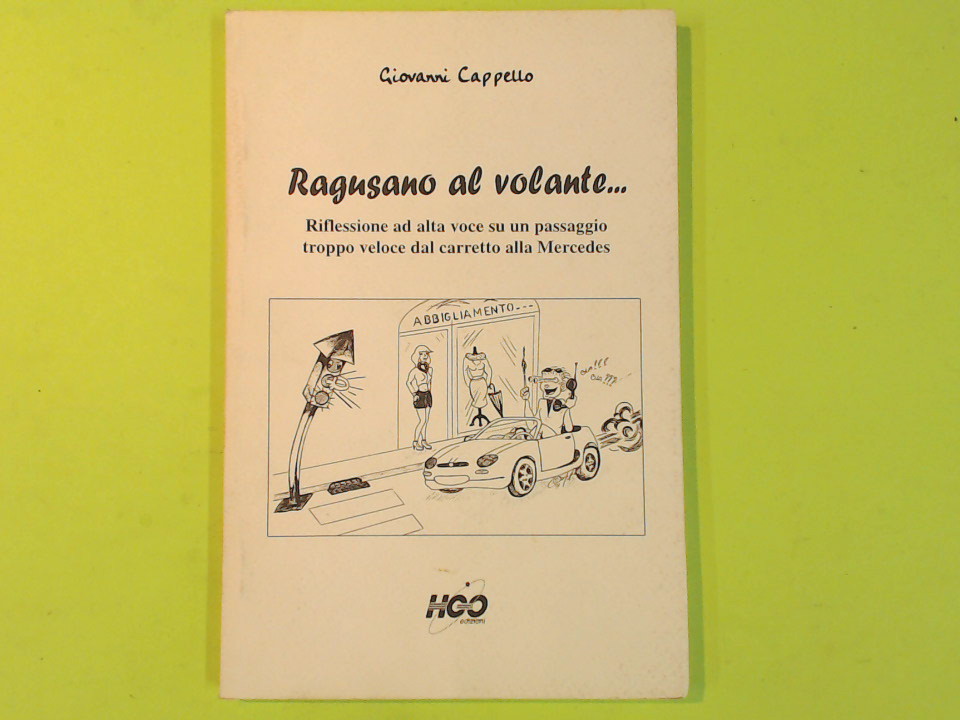 Giovanni Cappello
Ragusano al volante...
Riflessione ad alta voce su un passaggio
troppo veloce dal carretto alla Mercedes
ABBIGLIAMENTO---
HGO
edizioni